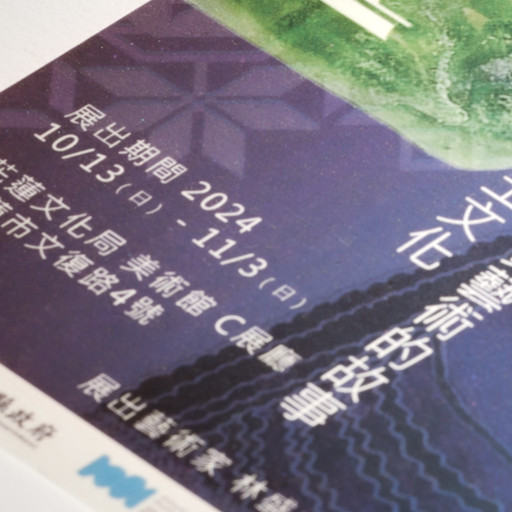 展出期間 2024
10/13(日) - 11/3(日)
花蓮文化局 美術館 C展廳
市文復路4號
展出藝術家 林
文化
藝術的故事
政府